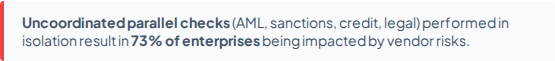 Uncoordinated parallel checks (AML, sanctions, credit, legal) performed in
isolation result in 73% of enterprises being impacted by vendor risks.